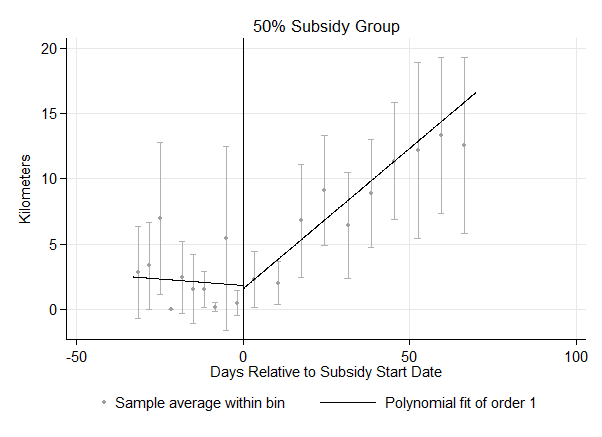 50% Subsidy Group
20
15
10
5
0
Kilometers
-50
0
50
100
Days Relative to Subsidy Start Date
Sample average within bin
Polynomial fit of order 1